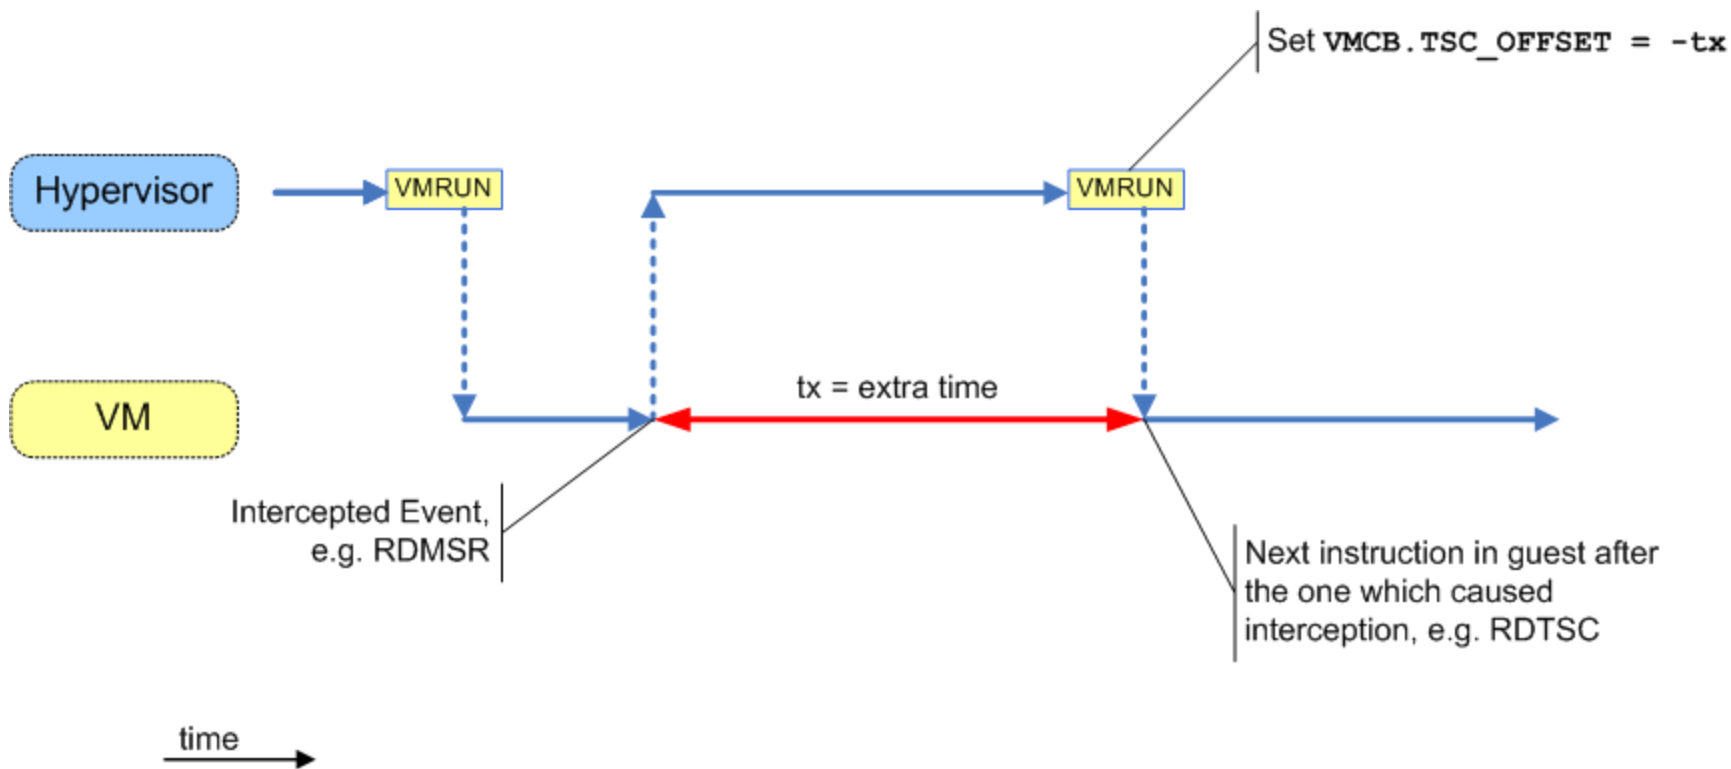 Set VMCB.TSC_OFFSET = -tx
Hypervisor
VMRUN
VMRUN
tx = extra time
VM
Intercepted Event,
e.g. RDMSR
Next instruction in guest after
the one which caused
interception, e.g. RDTSC
time